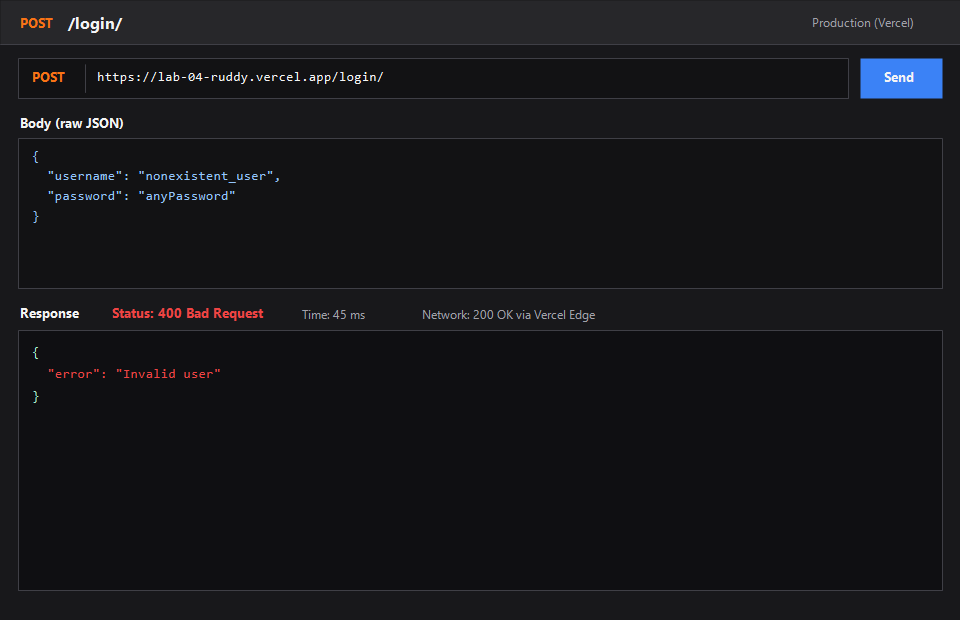 POST /login/ Production (Vercel)
POST https://lab-04-ruddy.vercel.app/login/ Send
Body (raw JSON)
{
"username": "nonexistent_user",
"password": "anyPassword"
}
Response Status: 400 Bad Request Time: 45 ms Network: 200 OK via Vercel Edge
{
"error": "Invalid user"
}